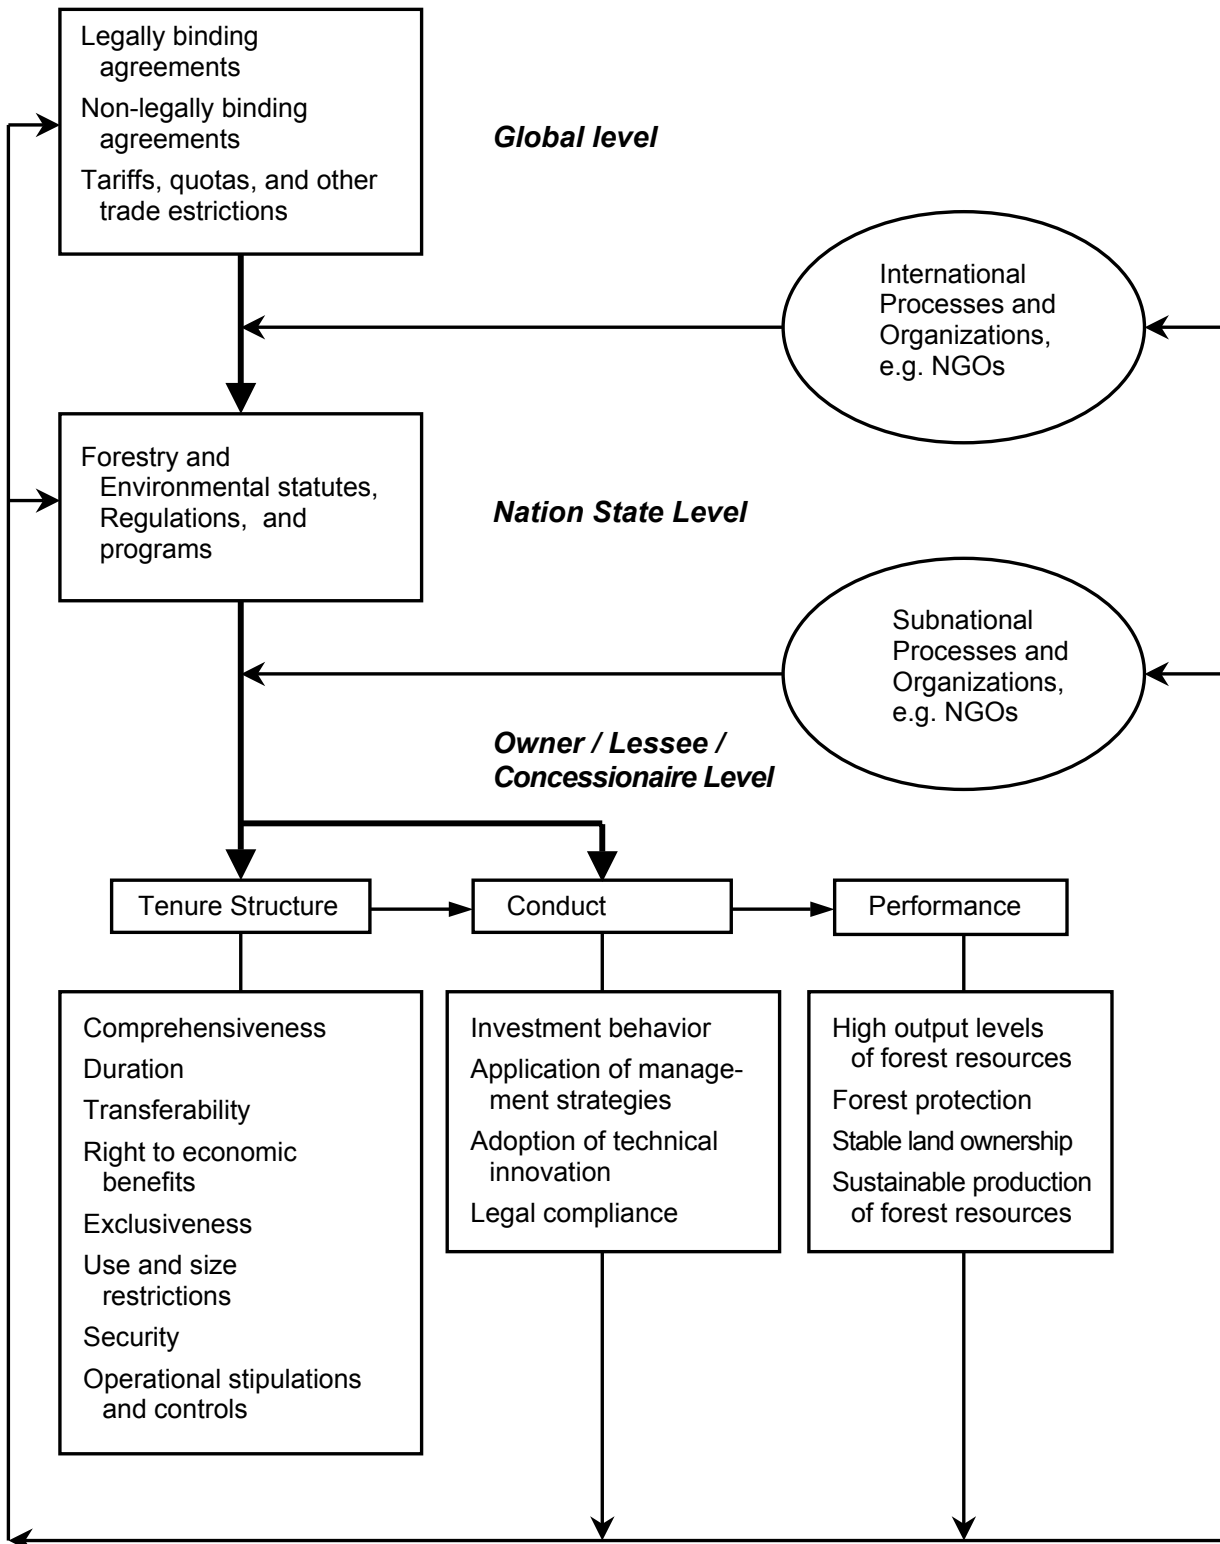 Legally binding
agreements
Non-legally binding
agreements
Tariffs, quotas, and other
trade estrictions
Global level
International
Processes and
Organizations,
e.g. NGOs
Forestry and
Environmental statutes,
Regulations, and
programs
Nation State Level
Subnational
Processes and
Organizations,
e.g. NGOs
Owner / Lessee /
Concessionaire Level
Tenure Structure
Conduct
Performance
Comprehensiveness
Duration
Transferability
Right to economic
benefits
Exclusiveness
Use and size
restrictions
Security
Operational stipulations
and controls
Investment behavior
Application of manage-
ment strategies
Adoption of technical
innovation
Legal compliance
High output levels
of forest resources
Forest protection
Stable land ownership
Sustainable production
of forest resources